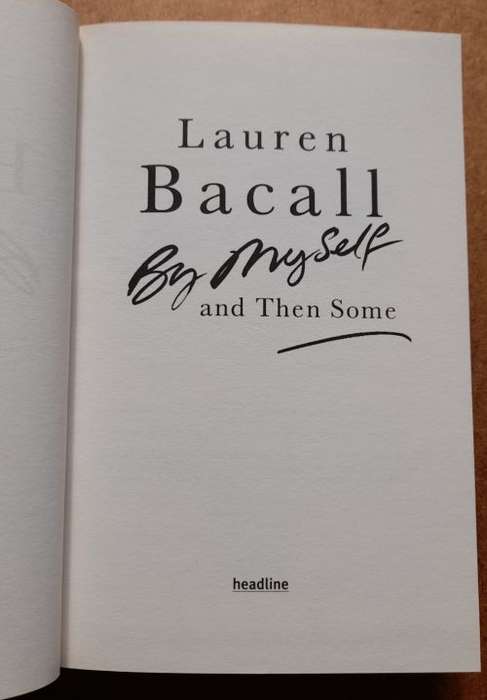 Lauren
Bacall
By Myself
and Then Some
headline